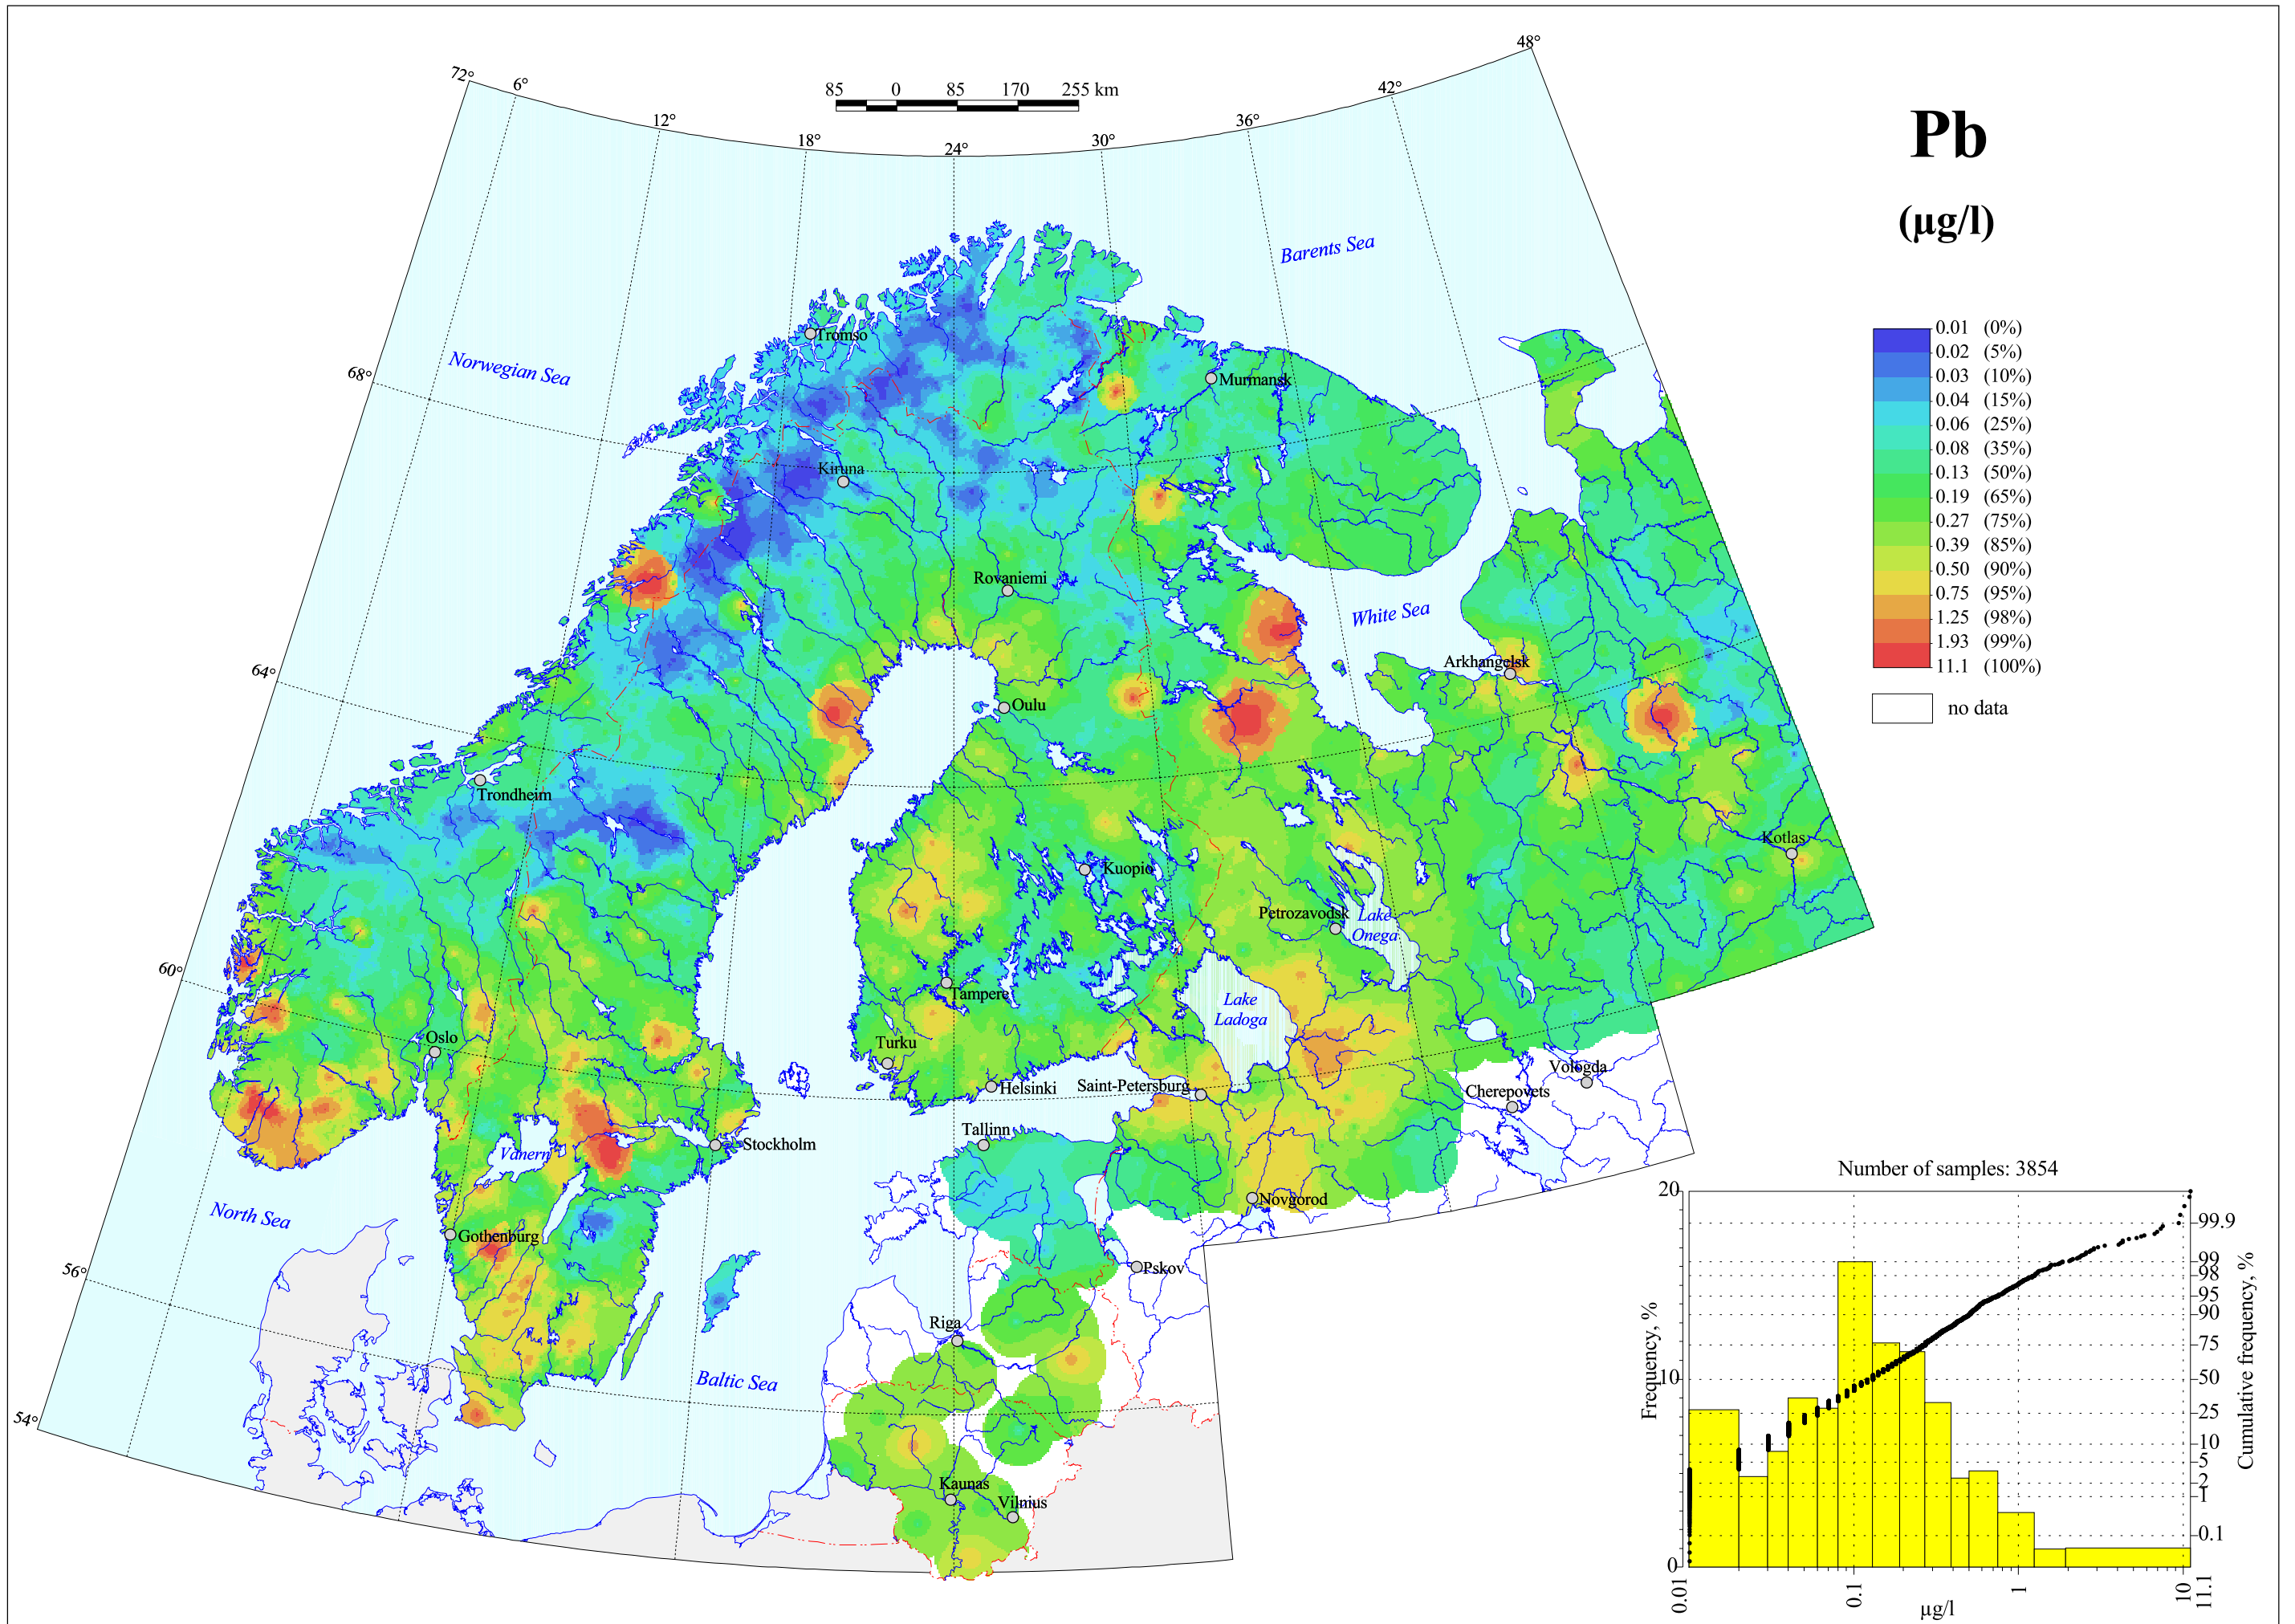 Pb
(µg/l)
72°
6°
12°
18°
24°
30°
36°
42°
48°
85 0 85 170 255 km
Barents Sea
Norwegian Sea
68°
64°
60°
56°
54°
Tromso
Murmansk
Kiruna
Rovaniemi
White Sea
Arkhangelsk
Oulu
Trondheim
Kotlas
Kuopio
Petrozavodsk
Lake
Onega
Tampere
Lake
Ladoga
Oslo
Turku
Helsinki
Saint-Petersburg
Vologda
Cherepovets
Stockholm
Tallinn
Vanern
Novgorod
North Sea
Gothenburg
Pskov
Riga
Baltic Sea
Kaunas
Vilnius
0.01 (0%)
0.02 (5%)
0.03 (10%)
0.04 (15%)
0.06 (25%)
0.08 (35%)
0.13 (50%)
0.19 (65%)
0.27 (75%)
0.39 (85%)
0.50 (90%)
0.75 (95%)
1.25 (98%)
1.93 (99%)
11.1 (100%)
no data
Number of samples: 3854
Frequency, %
20
10
0
Cumulative frequency, %
99.9
99
98
95
90
75
50
25
10
5
2
1
0.1
0.01
0.1
1
10
11.1
µg/l